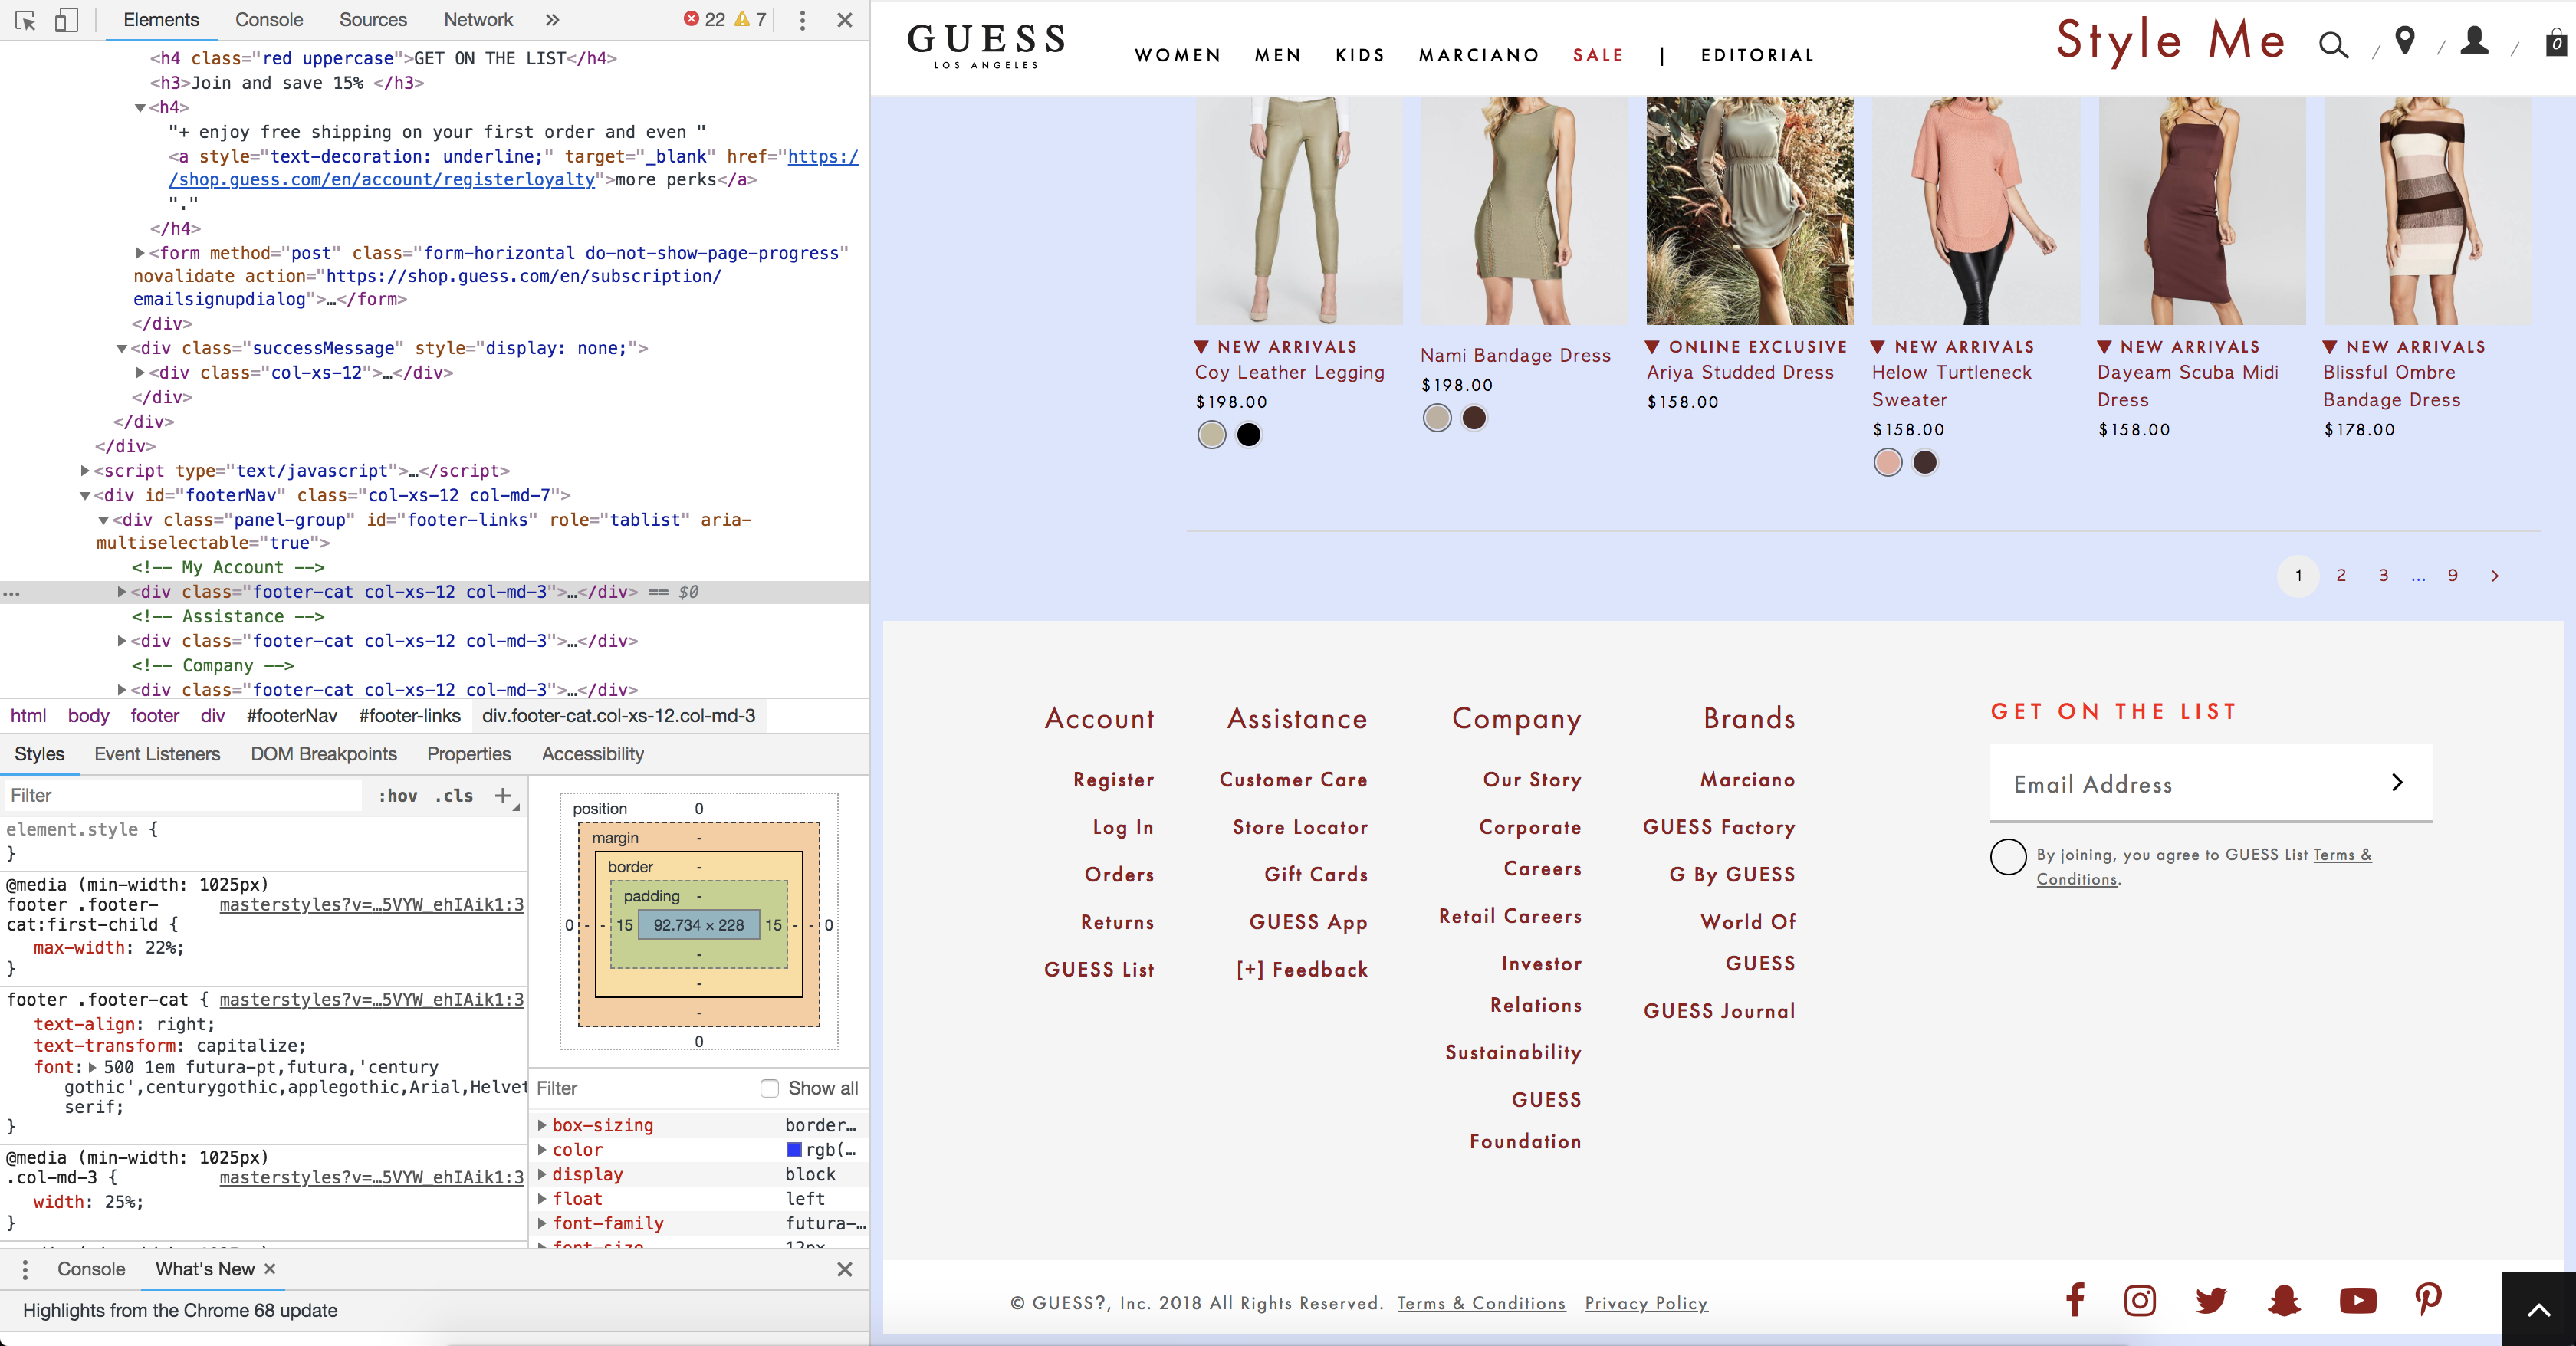 Elements Console Sources Network » 22 7
<h4 class="red uppercase">GET ON THE LIST</h4>
<h3>Join and save 15% </h3>
<h4>
"+ enjoy free shipping on your first order and even "
<a style="text-decoration: underline;" target="_blank" href="https:/
/shop.guess.com/en/account/registerloyalty">more perks</a>
"."
</h4>
<form method="post" class="form-horizontal do-not-show-page-progress"
novalidate action="https://shop.guess.com/en/subscription/
emailsignupdialog">…</form>
</div>
<div class="successMessage" style="display: none;">
<div class="col-xs-12">…</div>
</div>
</div>
</div>
<script type="text/javascript">…</script>
<div id="footerNav" class="col-xs-12 col-md-7">
<div class="panel-group" id="footer-links" role="tablist" aria-
multiselectable="true">
<!-- My Account -->
<div class="footer-cat col-xs-12 col-md-3">…</div> == $0
<!-- Assistance -->
<div class="footer-cat col-xs-12 col-md-3">…</div>
<!-- Company -->
<div class="footer-cat col-xs-12 col-md-3">…</div>
html body footer div #footerNav #footer-links div.footer-cat.col-xs-12.col-md-3
Styles Event Listeners DOM Breakpoints Properties Accessibility
Filter :hov .cls +
element.style {
}
@media (min-width: 1025px)
footer .footer- masterstyles?v=…5VYW_ehIAik1:3
cat:first-child {
max-width: 22%;
}
footer .footer-cat { masterstyles?v=…5VYW_ehIAik1:3
text-align: right;
text-transform: capitalize;
font: 500 1em futura-pt,futura,'century
gothic',centurygothic,applegothic,Arial,Helvet
serif;
}
@media (min-width: 1025px)
.col-md-3 { masterstyles?v=…5VYW_ehIAik1:3
width: 25%;
}
position 0
margin -
border -
padding -
0 - - 15 92.734 × 228 15 - - 0
-
-
-
0
Filter Show all
box-sizing border…
color rgb(…
display block
float left
font-family futura-…
font-size 12px
Console What's New ×
Highlights from the Chrome 68 update
GUESS
LOS ANGELES
WOMEN MEN KIDS MARCIANO SALE | EDITORIAL
Style Me / / / 0
NEW ARRIVALS
Coy Leather Legging
$198.00
Nami Bandage Dress
$198.00
ONLINE EXCLUSIVE
Ariya Studded Dress
$158.00
NEW ARRIVALS
Helow Turtleneck
Sweater
$158.00
NEW ARRIVALS
Dayeam Scuba Midi
Dress
$158.00
NEW ARRIVALS
Blissful Ombre
Bandage Dress
$178.00
1 2 3 ... 9 >
Account
Register
Log In
Orders
Returns
GUESS List
Assistance
Customer Care
Store Locator
Gift Cards
GUESS App
[+] Feedback
Company
Our Story
Corporate
Careers
Retail Careers
Investor
Relations
Sustainability
GUESS
Foundation
Brands
Marciano
GUESS Factory
G By GUESS
World Of
GUESS
GUESS Journal
GET ON THE LIST
Email Address
By joining, you agree to GUESS List Terms &
Conditions.
© GUESS?, Inc. 2018 All Rights Reserved. Terms & Conditions Privacy Policy